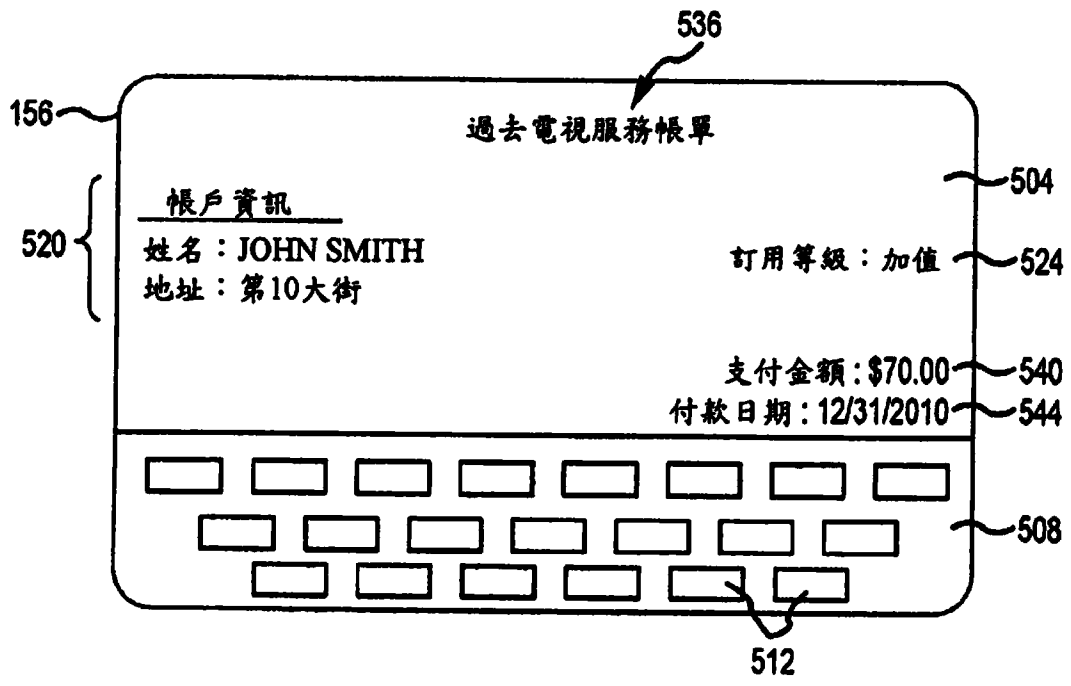 536
156
過去電視服務帳單
504
帳戶資訊
520
姓名：JOHN SMITH
訂用等級：加值
524
地址：第10大街
支付金額：$70.00
540
付款日期：12/31/2010
544
508
512